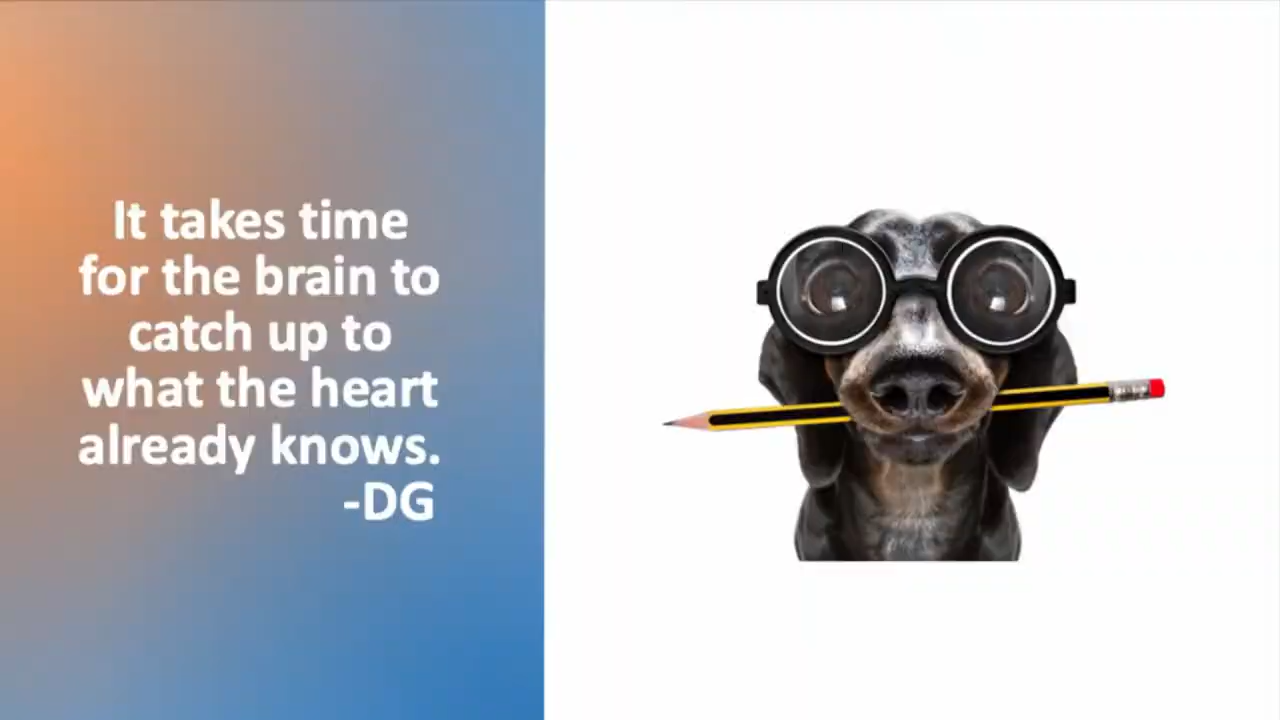 It takes time
for the brain to
catch up to
what the heart
already knows.
-DG